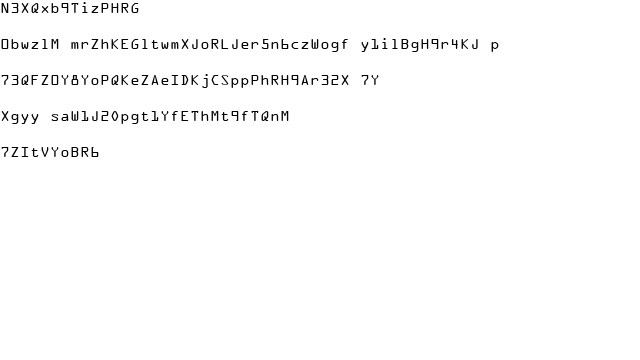 N3XQxb9TizPHRG
ObwzlM mrZhKEGltwmXJoRLJer5n6czWogf y1ilBgH9r4KJ p
73QFZOY8YoPQKeZAeIDKjCSppPhRH9Ar32X 7Y
Xgyy saW1J20pgt1YfEThMt9fTQnM
7ZItVYoBR6